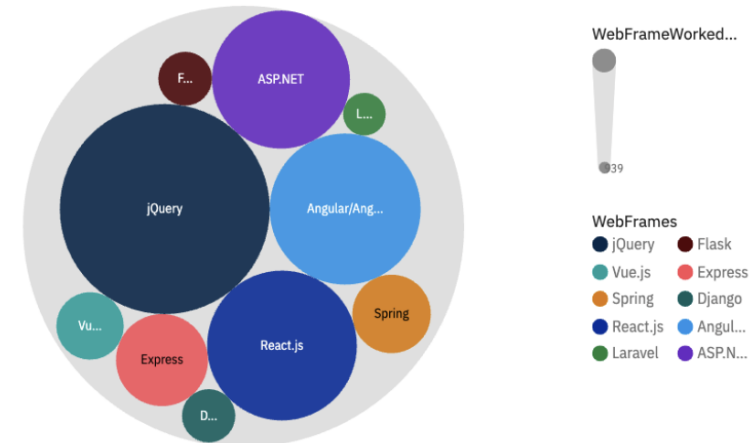 F...
ASP.NET
L...
jQuery
Angular/Ang...
Vu...
Express
React.js
Spring
D...
WebFrameWorked...
39
WebFrames
jQuery Flask
Vue.js Express
Spring Django
React.js Angul...
Laravel ASP.N...